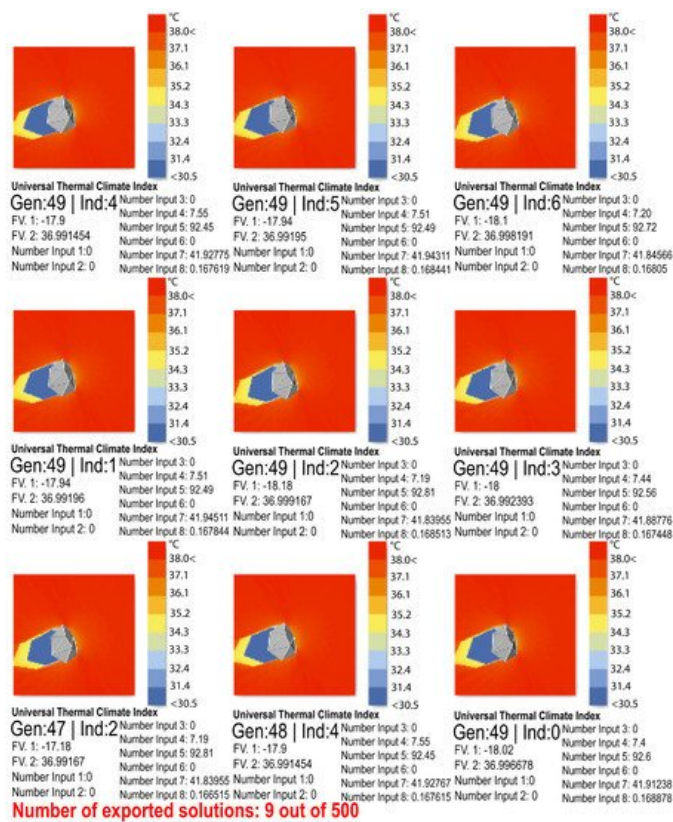 °C
38.0<
37.1
36.1
35.2
34.3
33.3
32.4
31.4
<30.5
Universal Thermal Climate Index
Gen:49 | Ind:4
FV. 1: -17.9
FV. 2: 36.991454
Number Input 1:0
Number Input 2: 0
Number Input 3: 0
Number Input 4: 7.55
Number Input 5: 92.45
Number Input 6: 0
Number Input 7: 41.92775
Number Input 8: 0.167619
°C
38.0<
37.1
36.1
35.2
34.3
33.3
32.4
31.4
<30.5
Universal Thermal Climate Index
Gen:49 | Ind:5
FV. 1: -17.94
FV. 2: 36.99195
Number Input 1:0
Number Input 2: 0
Number Input 3: 0
Number Input 4: 7.51
Number Input 5: 92.49
Number Input 6: 0
Number Input 7: 41.94311
Number Input 8: 0.168441
°C
38.0<
37.1
36.1
35.2
34.3
33.3
32.4
31.4
<30.5
Universal Thermal Climate Index
Gen:49 | Ind:6
FV. 1: -18.1
FV. 2: 36.998191
Number Input 1:0
Number Input 2: 0
Number Input 3: 0
Number Input 4: 7.20
Number Input 5: 92.72
Number Input 6: 0
Number Input 7: 41.84566
Number Input 8: 0.16805
°C
38.0<
37.1
36.1
35.2
34.3
33.3
32.4
31.4
<30.5
Universal Thermal Climate Index
Gen:49 | Ind:1
FV. 1: -17.94
FV. 2: 36.99196
Number Input 1:0
Number Input 2: 0
Number Input 3: 0
Number Input 4: 7.51
Number Input 5: 92.49
Number Input 6: 0
Number Input 7: 41.94511
Number Input 8: 0.167844
°C
38.0<
37.1
36.1
35.2
34.3
33.3
32.4
31.4
<30.5
Universal Thermal Climate Index
Gen:49 | Ind:2
FV. 1: -18.18
FV. 2: 36.999167
Number Input 1:0
Number Input 2: 0
Number Input 3: 0
Number Input 4: 7.19
Number Input 5: 92.81
Number Input 6: 0
Number Input 7: 41.83955
Number Input 8: 0.168513
°C
38.0<
37.1
36.1
35.2
34.3
33.3
32.4
31.4
<30.5
Universal Thermal Climate Index
Gen:49 | Ind:3
FV. 1: -18
FV. 2: 36.992393
Number Input 1:0
Number Input 2: 0
Number Input 3: 0
Number Input 4: 7.44
Number Input 5: 92.56
Number Input 6: 0
Number Input 7: 41.88776
Number Input 8: 0.167448
°C
38.0<
37.1
36.1
35.2
34.3
33.3
32.4
31.4
<30.5
Universal Thermal Climate Index
Gen:47 | Ind:2
FV. 1: -17.18
FV. 2: 36.99167
Number Input 1:0
Number Input 2: 0
Number Input 3: 0
Number Input 4: 7.19
Number Input 5: 92.81
Number Input 6: 0
Number Input 7: 41.83955
Number Input 8: 0.166515
°C
38.0<
37.1
36.1
35.2
34.3
33.3
32.4
31.4
<30.5
Universal Thermal Climate Index
Gen:48 | Ind:4
FV. 1: -17.9
FV. 2: 36.991454
Number Input 1:0
Number Input 2: 0
Number Input 3: 0
Number Input 4: 7.55
Number Input 5: 92.45
Number Input 6: 0
Number Input 7: 41.92767
Number Input 8: 0.167615
°C
38.0<
37.1
36.1
35.2
34.3
33.3
32.4
31.4
<30.5
Universal Thermal Climate Index
Gen:49 | Ind:0
FV. 1: -18.02
FV. 2: 36.996678
Number Input 1:0
Number Input 2: 0
Number Input 3: 0
Number Input 4: 7.4
Number Input 5: 92.6
Number Input 6: 0
Number Input 7: 41.91238
Number Input 8: 0.168878
Number of exported solutions: 9 out of 500